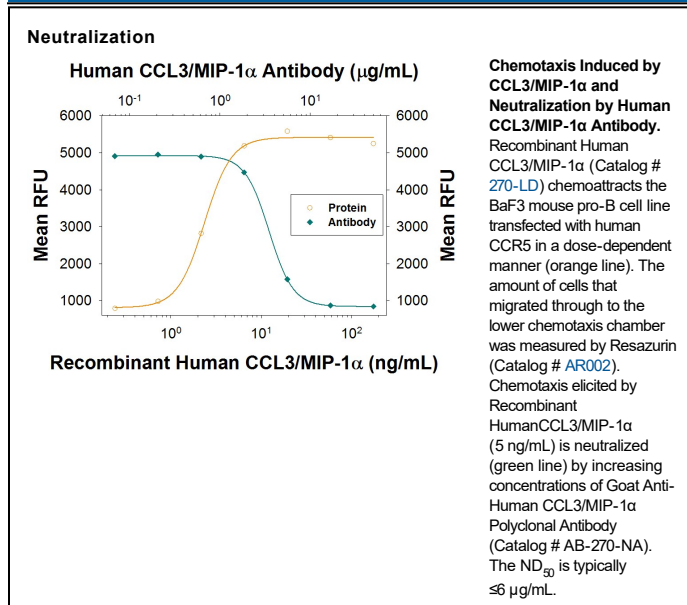 Neutralization
Human CCL3/MIP-1α Antibody (μg/mL)
10-1 100 101
6000 6000
5000 5000
4000 4000
3000 3000
2000 2000
1000 1000
Mean RFU
Mean RFU
Protein
Antibody
100 101 102
Recombinant Human CCL3/MIP-1α (ng/mL)
Chemotaxis Induced by
CCL3/MIP-1α and
Neutralization by Human
CCL3/MIP-1α Antibody.
Recombinant Human
CCL3/MIP-1α (Catalog #
270-LD) chemoattracts the
BaF3 mouse pro-B cell line
transfected with human
CCR5 in a dose-dependent
manner (orange line). The
amount of cells that
migrated through to the
lower chemotaxis chamber
was measured by Resazurin
(Catalog # AR002).
Chemotaxis elicited by
Recombinant
HumanCCL3/MIP-1α
(5 ng/mL) is neutralized
(green line) by increasing
concentrations of Goat Anti-
Human CCL3/MIP-1α
Polyclonal Antibody
(Catalog # AB-270-NA).
The ND50 is typically
≤6 μg/mL.